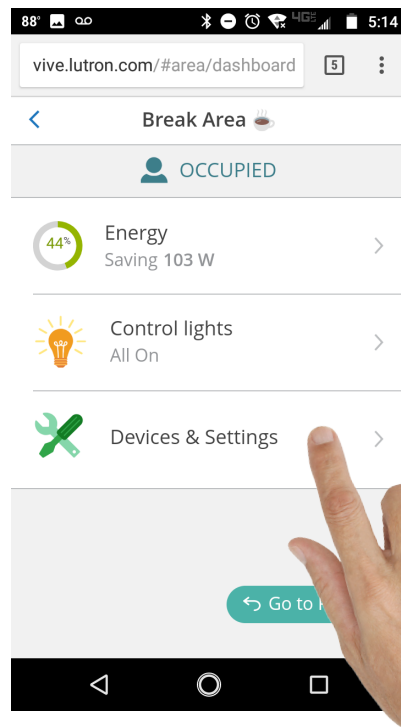 88° 4G 5:14
vive.lutron.com/#area/dashboard 5
Break Area
OCCUPIED
44%
Energy
Saving 103 W
Control lights
All On
Devices & Settings
Go to